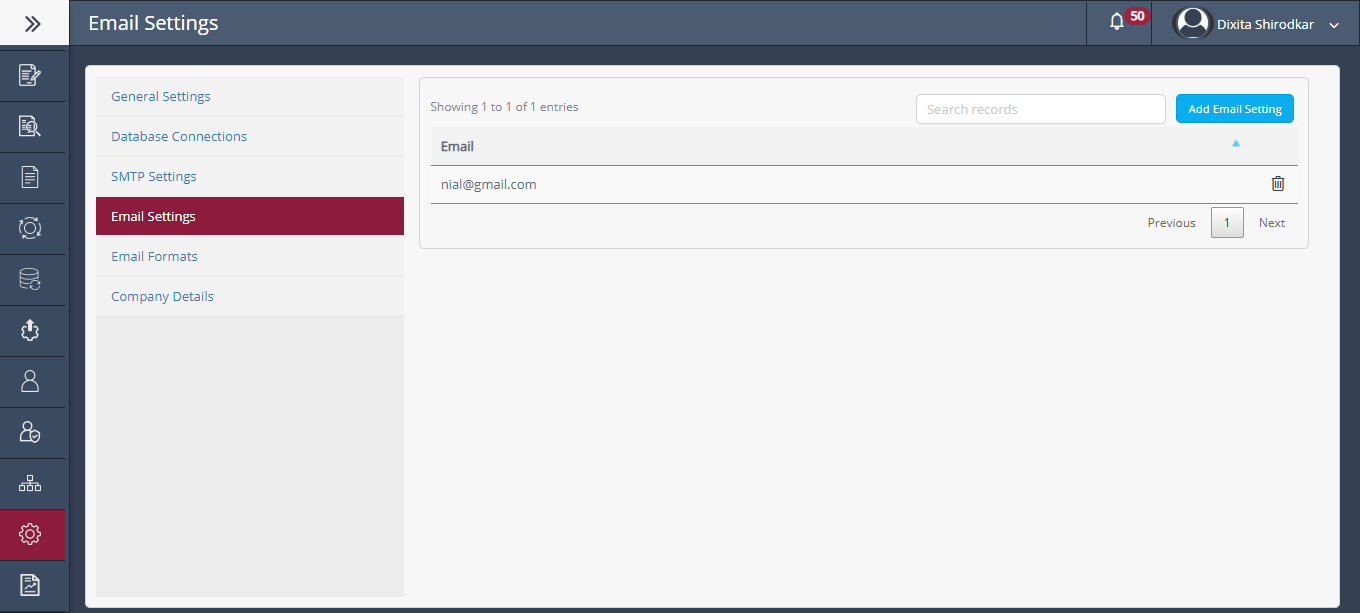 Email Settings
50
Dixita Shirodkar
General Settings
Database Connections
SMTP Settings
Email Settings
Email Formats
Company Details
Showing 1 to 1 of 1 entries
Search records
Add Email Setting
Email
nial@gmail.com
Previous 1 Next